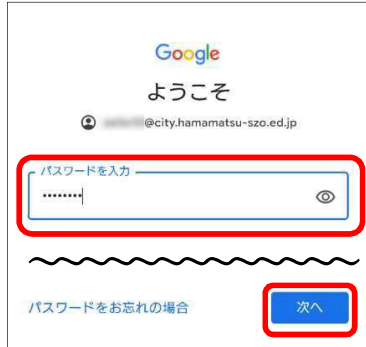 Google
ようこそ
@city.hamamatsu-szo.ed.jp
パスワードを入力
••••••••
パスワードをお忘れの場合
次へ